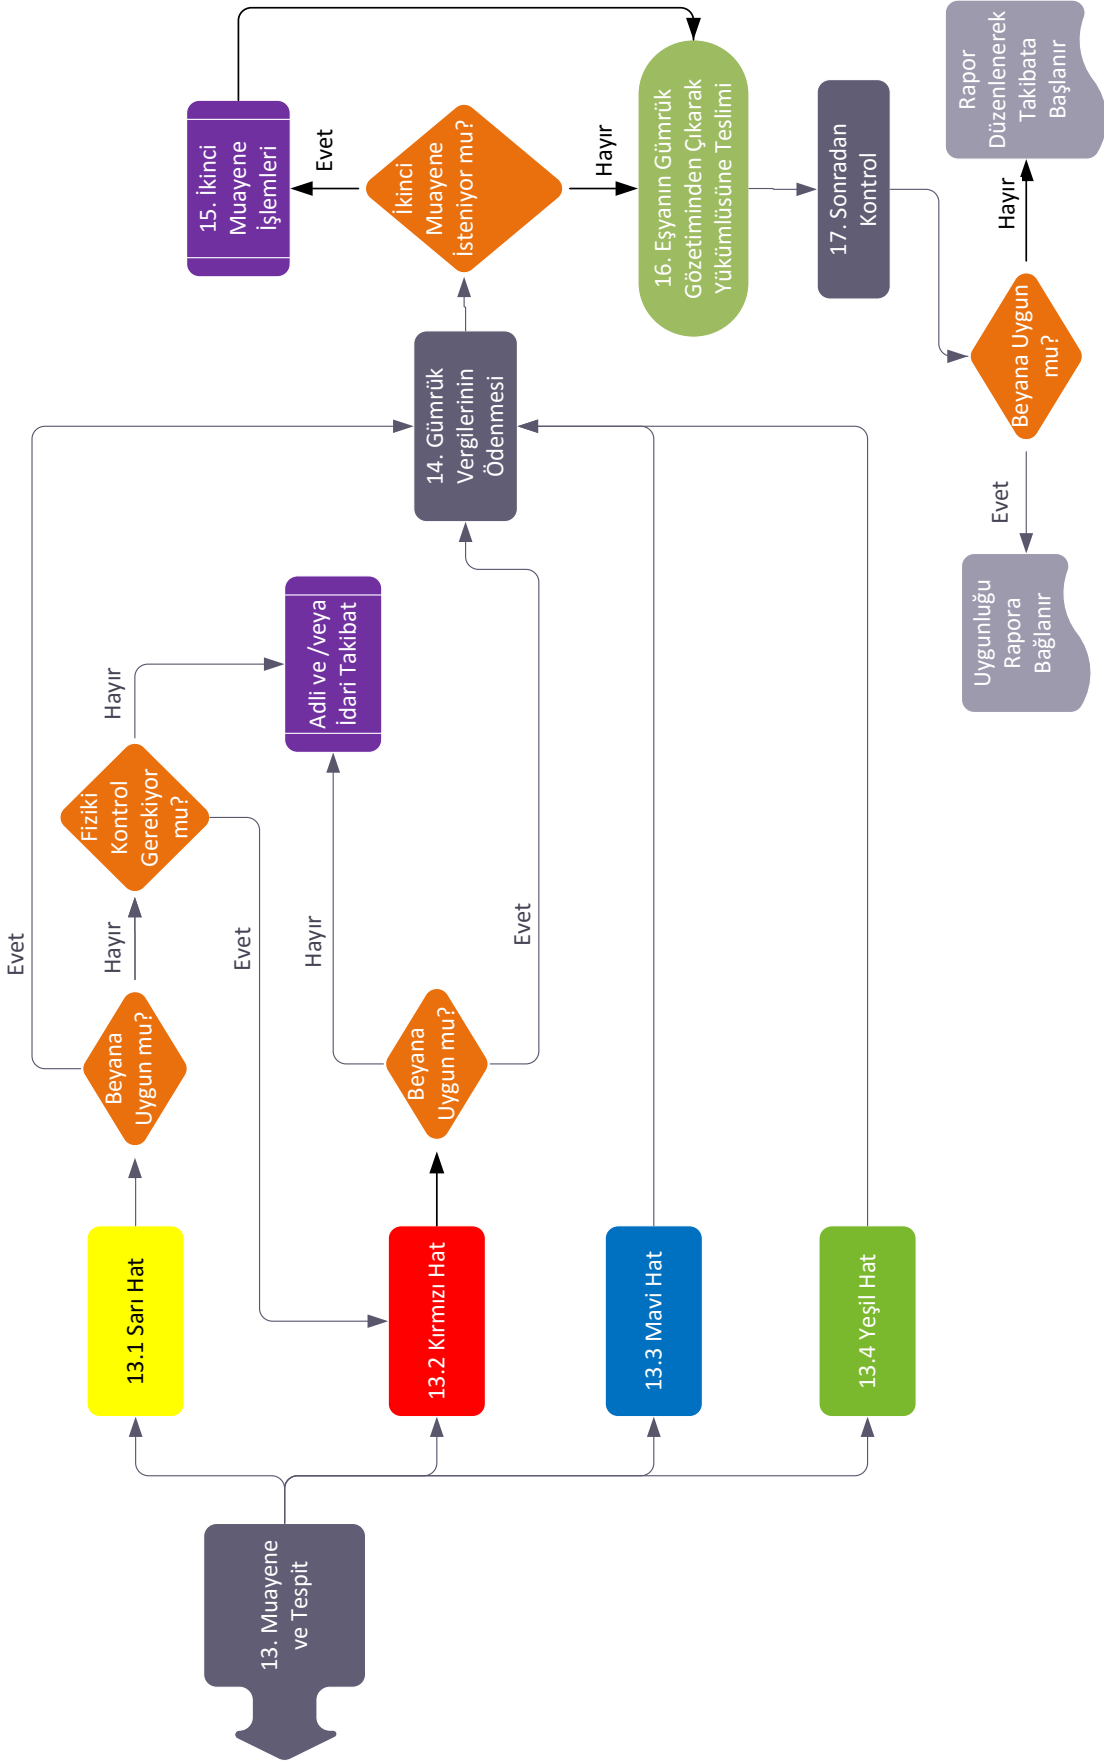 13. Muayene
ve Tespit
13.1 Sarı Hat
13.2 Kırmızı Hat
13.3 Mavi Hat
13.4 Yeşil Hat
Beyana
Uygun mu?
Evet
Hayır
Fiziki
Kontrol
Gerekiyor
mu?
Evet
Hayır
Beyana
Uygun mu?
Hayır
Evet
Adli ve /veya
İdari Takibat
14. Gümrük
Vergilerinin
Ödenmesi
İkinci
Muayene
İsteniyor mu?
Evet
Hayır
15. İkinci
Muayene
İşlemleri
16. Eşyanın Gümrük
Gözetiminden Çıkarak
Yükümlüsüne Teslimi
17. Sonradan
Kontrol
Beyana Uygun
mu?
Evet
Hayır
Uygunluğu
Rapora
Bağlanır
Rapor
Düzenlenerek
Takibata
Başlanır